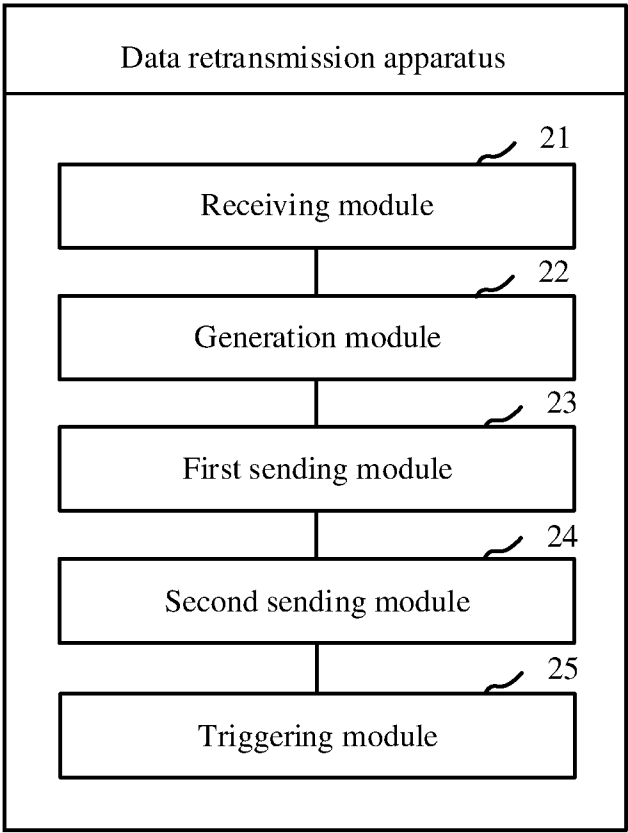 Data retransmission apparatus
21
Receiving module
22
Generation module
23
First sending module
24
Second sending module
25
Triggering module